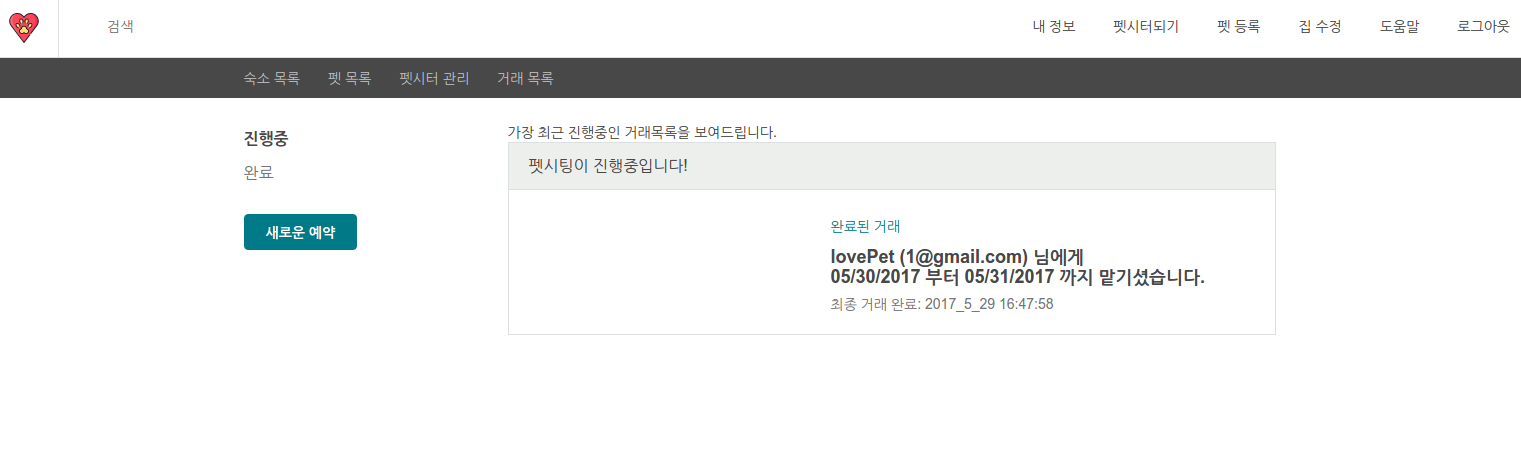 검색
내 정보 펫시터되기 펫 등록 집 수정 도움말 로그아웃
숙소 목록 펫 목록 펫시터 관리 거래 목록
진행중
완료
새로운 예약
가장 최근 진행중인 거래목록을 보여드립니다.
펫시팅이 진행중입니다!
완료된 거래
lovePet (1@gmail.com) 님에게
05/30/2017 부터 05/31/2017 까지 맡기셨습니다.
최종 거래 완료: 2017_5_29 16:47:58